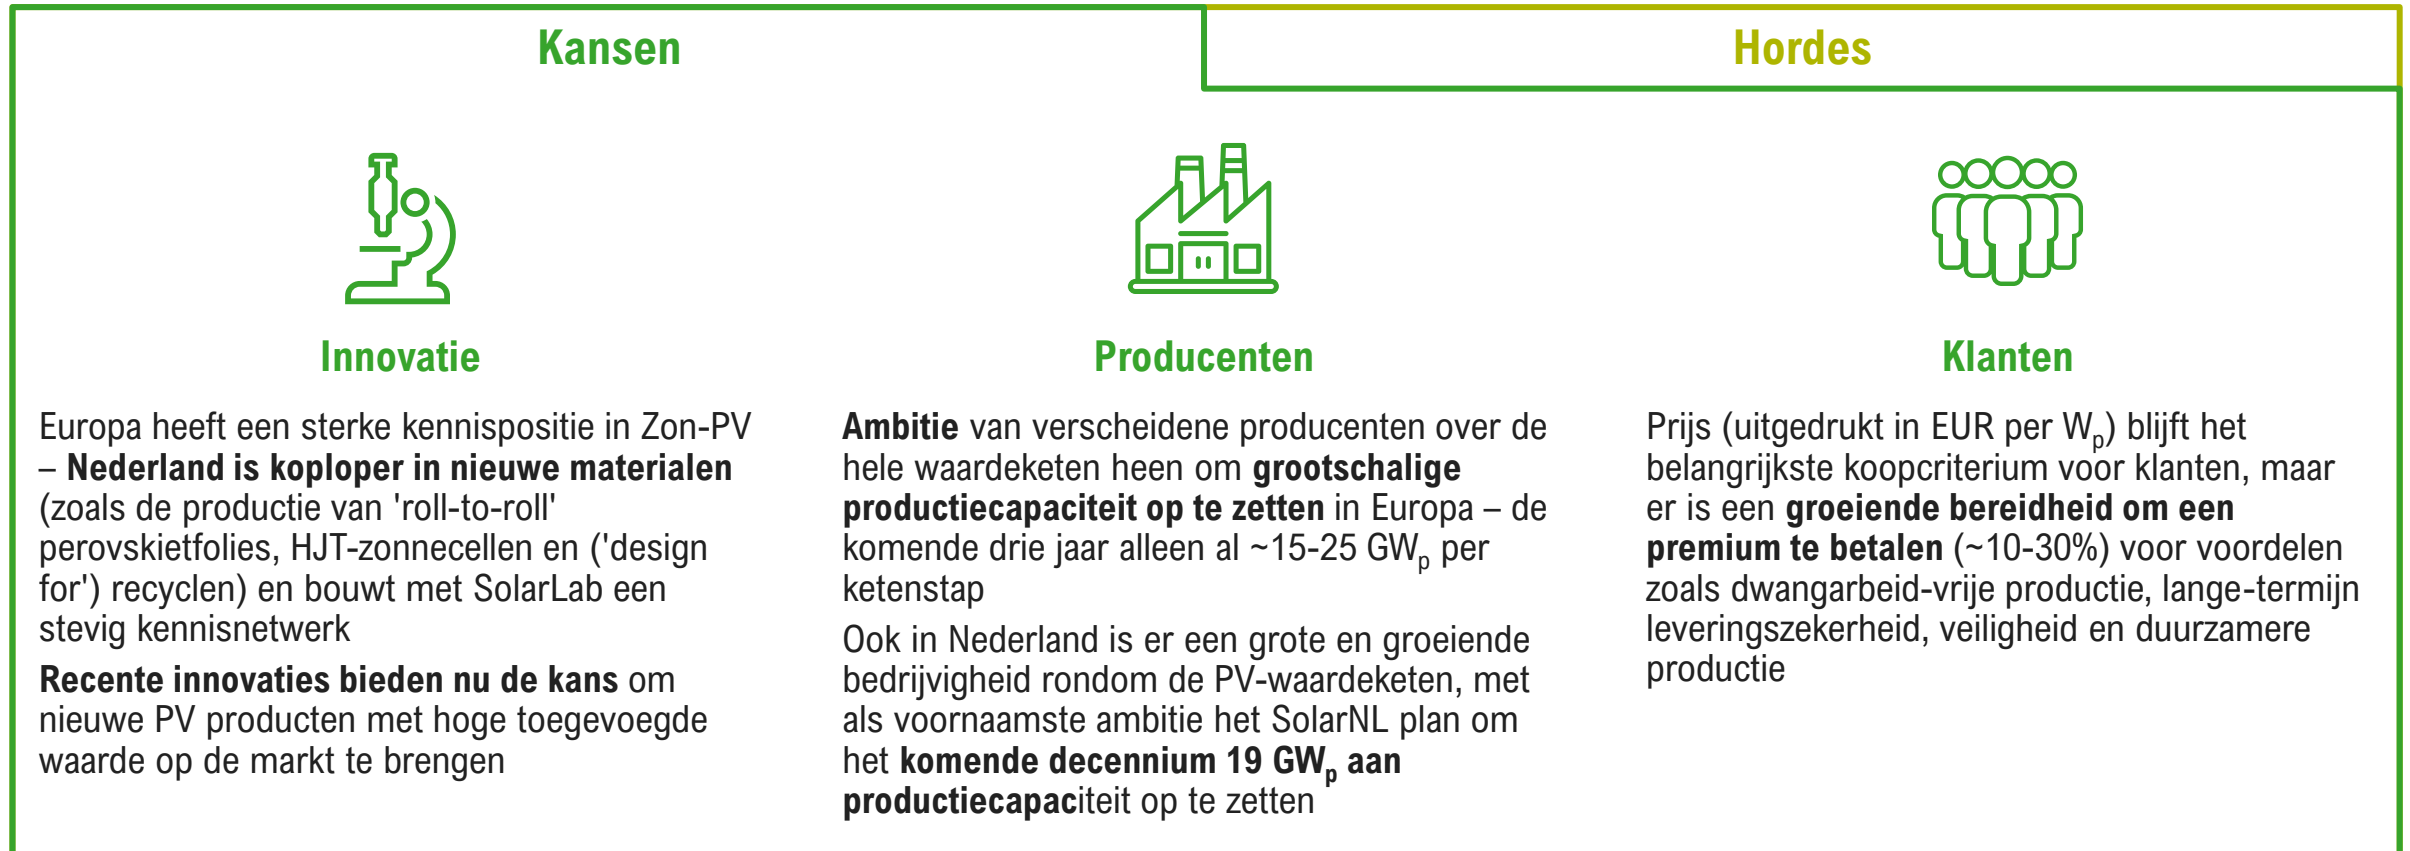 Kansen
Hordes
Innovatie
Europa heeft een sterke kennispositie in Zon-PV
– Nederland is koploper in nieuwe materialen
(zoals de productie van 'roll-to-roll'
perovskietfolies, HJT-zonnecellen en ('design
for') recyclen) en bouwt met SolarLab een
stevig kennisnetwerk
Recente innovaties bieden nu de kans om
nieuwe PV producten met hoge toegevoegde
waarde op de markt te brengen
Producenten
Ambitie van verscheidene producenten over de
hele waardeketen heen om grootschalige
productiecapaciteit op te zetten in Europa – de
komende drie jaar alleen al ~15-25 GWp per
ketenstap
Ook in Nederland is er een grote en groeiende
bedrijvigheid rondom de PV-waardeketen, met
als voornaamste ambitie het SolarNL plan om
het komende decennium 19 GWp aan
productiecapaciteit op te zetten
Klanten
Prijs (uitgedrukt in EUR per Wp) blijft het
belangrijkste koopcriterium voor klanten, maar
er is een groeiende bereidheid om een
premium te betalen (~10-30%) voor voordelen
zoals dwangarbeid-vrije productie, lange-termijn
leveringszekerheid, veiligheid en duurzamere
productie